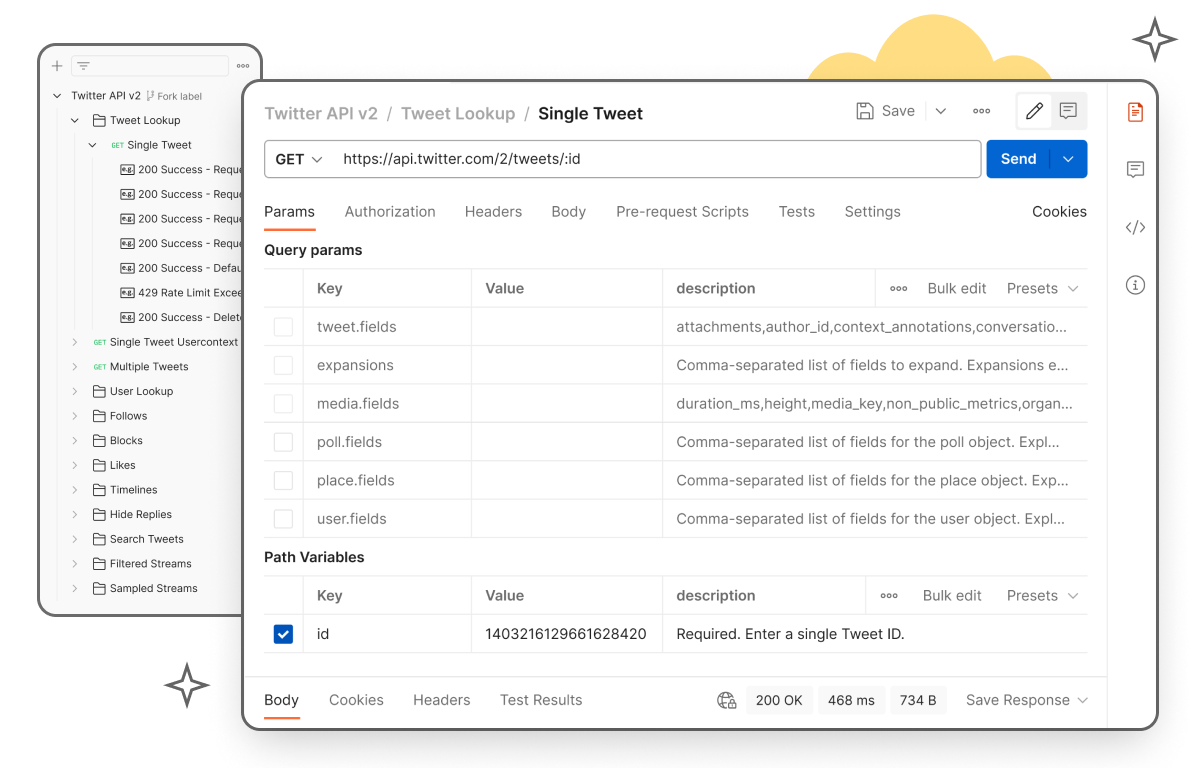 Twitter API v2 Fork label
Tweet Lookup
GET Single Tweet
e.g. 200 Success - Reque
e.g. 200 Success - Reque
e.g. 200 Success - Reque
e.g. 200 Success - Reque
e.g. 200 Success - Defau
e.g. 429 Rate Limit Excee
e.g. 200 Success - Delete
GET Single Tweet Usercontext
GET Multiple Tweets
User Lookup
Follows
Blocks
Likes
Timelines
Hide Replies
Search Tweets
Filtered Streams
Sampled Streams
Twitter API v2 / Tweet Lookup / Single Tweet
Save
GET https://api.twitter.com/2/tweets/:id
Send
Params Authorization Headers Body Pre-request Scripts Tests Settings Cookies
Query params
Key Value description Bulk edit Presets
tweet.fields attachments,author_id,context_annotations,conversatio...
expansions Comma-separated list of fields to expand. Expansions e...
media.fields duration_ms,height,media_key,non_public_metrics,organ...
poll.fields Comma-separated list of fields for the poll object. Expl...
place.fields Comma-separated list of fields for the place object. Exp...
user.fields Comma-separated list of fields for the user object. Expl...
Path Variables
Key Value description Bulk edit Presets
id 1403216129661628420 Required. Enter a single Tweet ID.
Body Cookies Headers Test Results 200 OK 468 ms 734 B Save Response